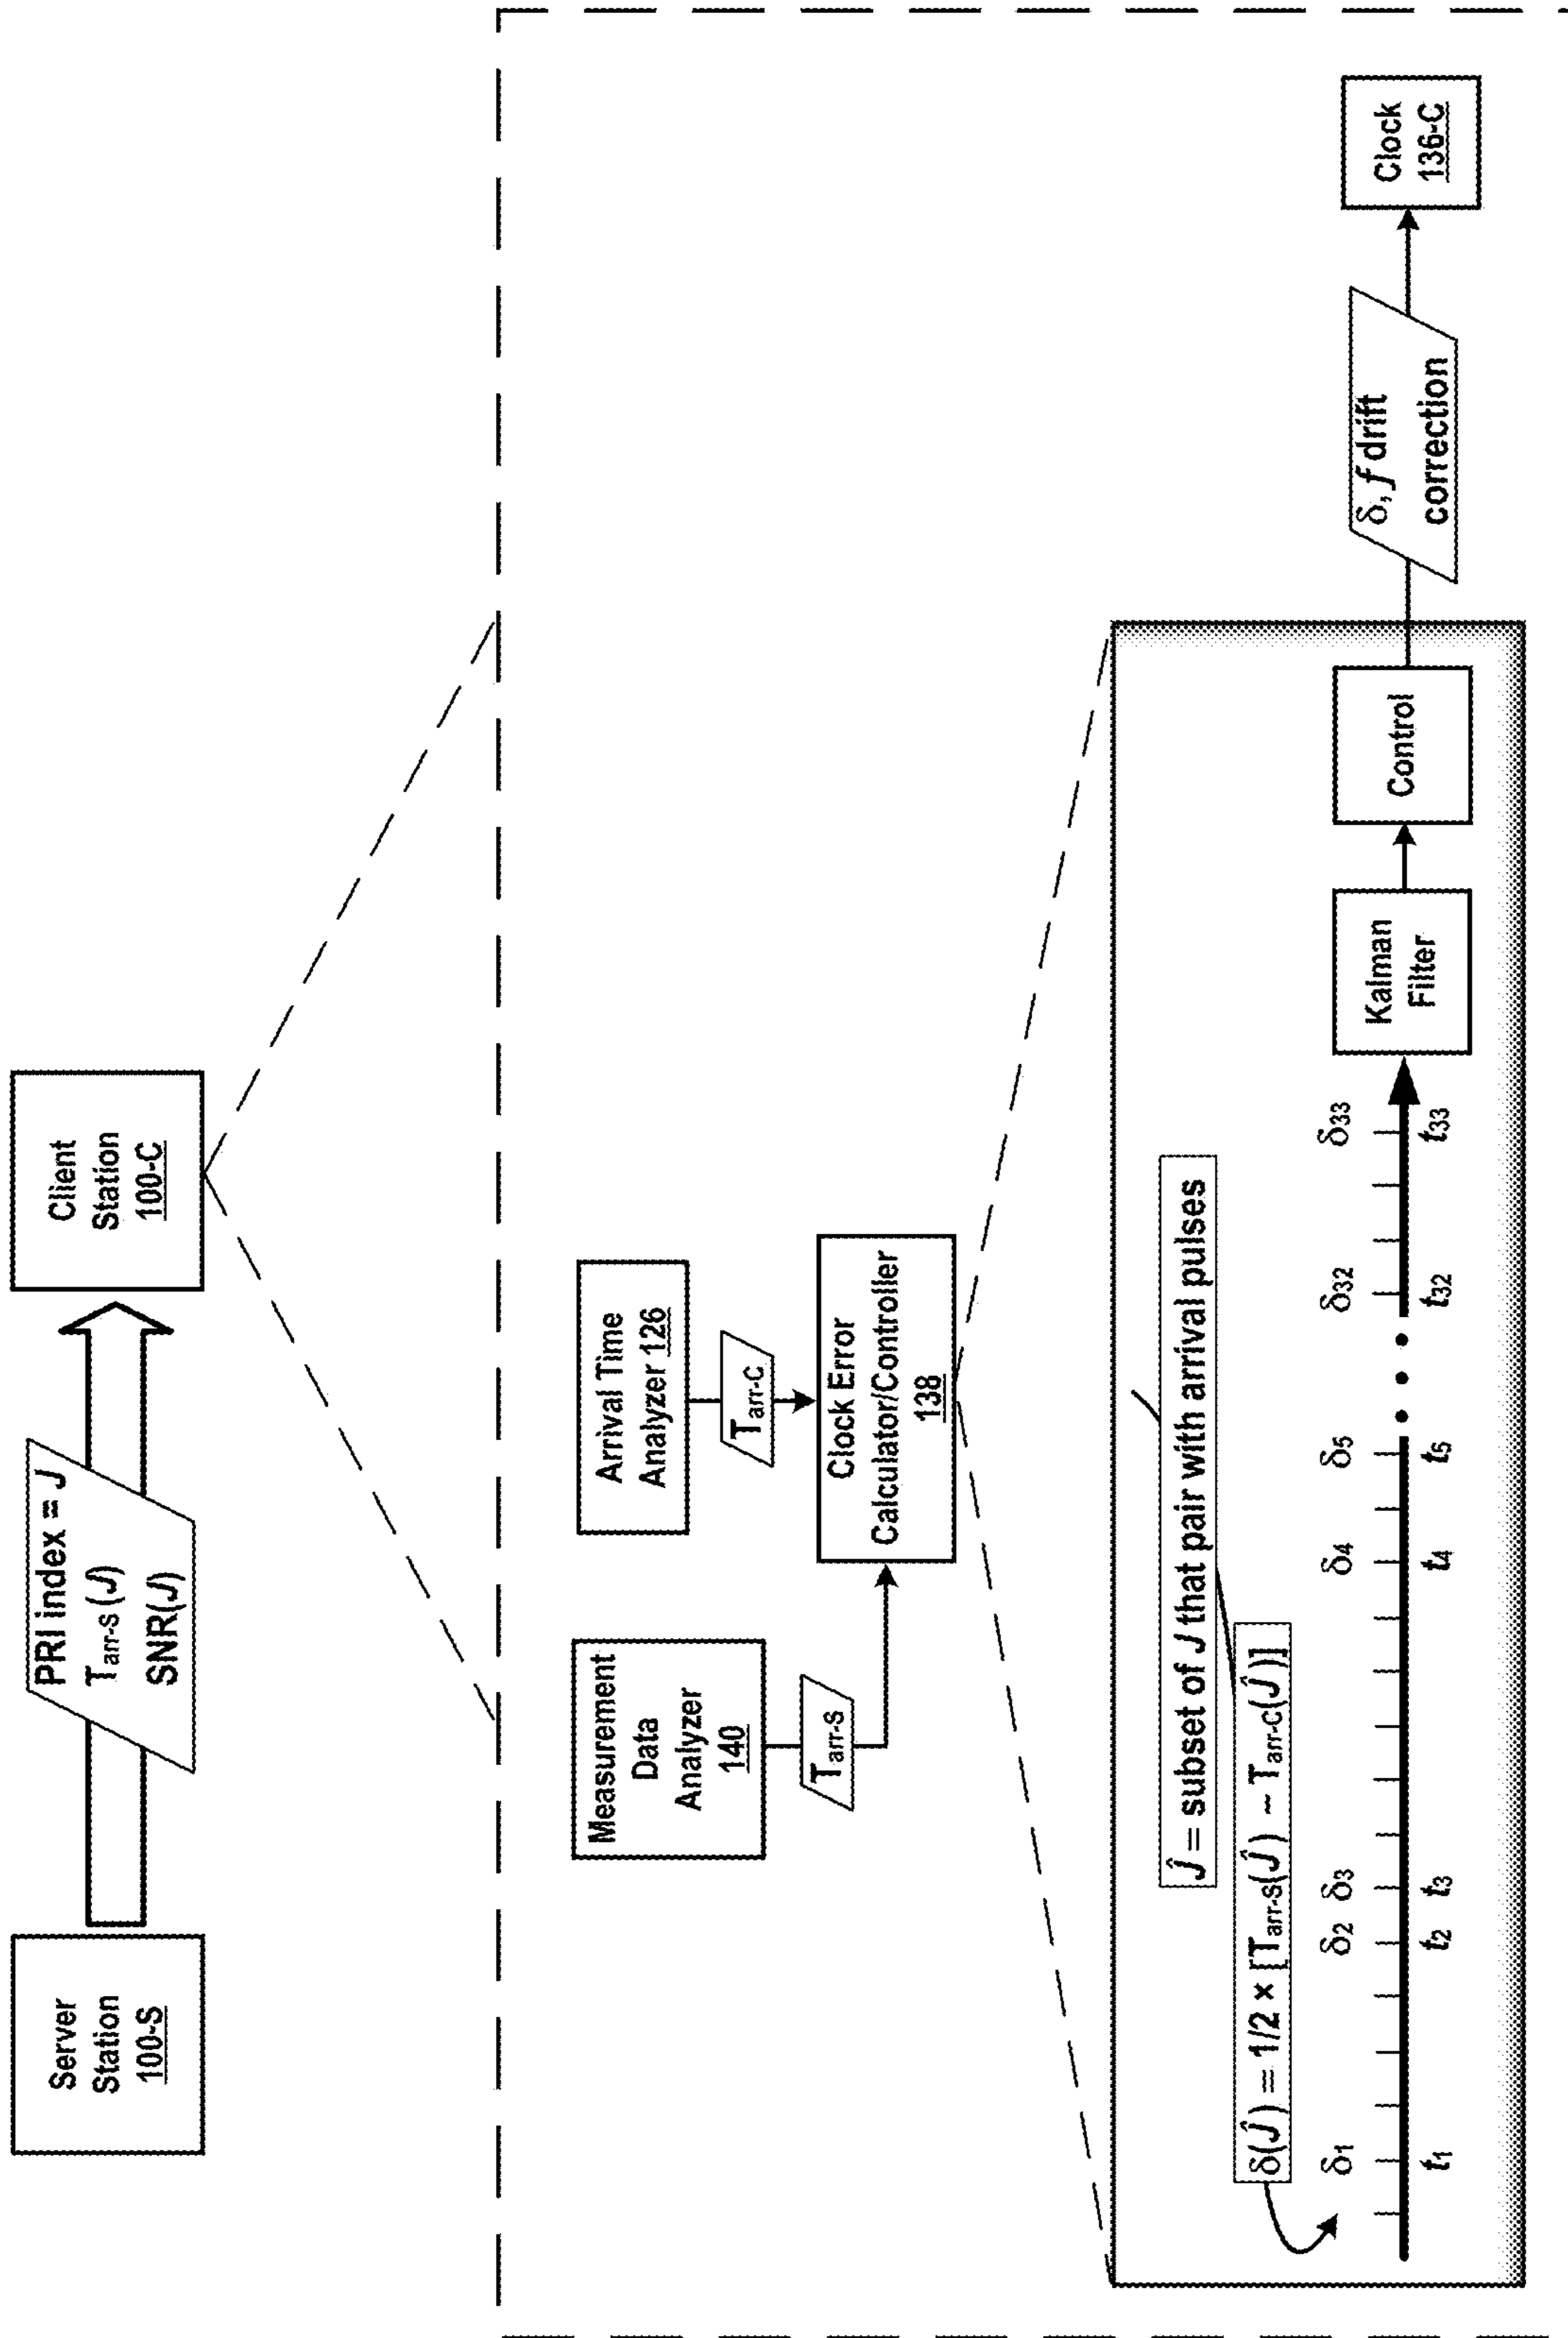 Server
Station
100-S
PRI index = J
Tarr-S (J)
SNR(J)
Client
Station
100-C
Measurement
Data
Analyzer
140
Tarr-S
Arrival Time
Analyzer 126
Tarr-C
Clock Error
Calculator/Controller
138
Ĵ = subset of J that pair with arrival pulses
δ(Ĵ) = 1/2 × [Tarr-S(Ĵ) − Tarr-C(Ĵ)]
δ1 δ2 δ3 δ4 δ5 δ32 δ33
t1 t2 t3 t4 t5 t32 t33
Kalman
Filter
Control
δ, f drift
correction
Clock
136-C